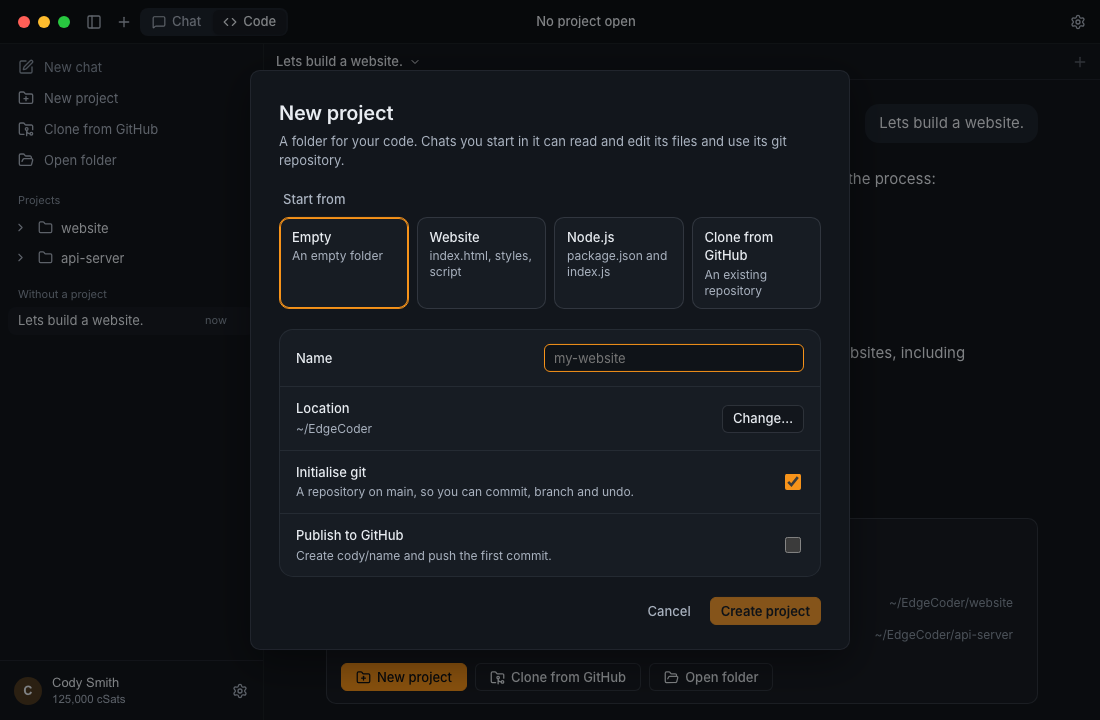 Chat
Code
No project open
New chat
New project
Clone from GitHub
Open folder
Projects
website
api-server
Without a project
Lets build a website.
now
Cody Smith
C
125,000 cSats
Lets build a website.
Lets build a website.
the process:
bsites, including
~/EdgeCoder/website
~/EdgeCoder/api-server
New project
Clone from GitHub
Open folder
New project
A folder for your code. Chats you start in it can read and edit its files and use its git
repository.
Start from
Empty
An empty folder
Website
index.html, styles,
script
Node.js
package.json and
index.js
Clone from
GitHub
An existing
repository
Name
my-website
Location
~/EdgeCoder
Change...
Initialise git
A repository on main, so you can commit, branch and undo.
Publish to GitHub
Create cody/name and push the first commit.
Cancel
Create project